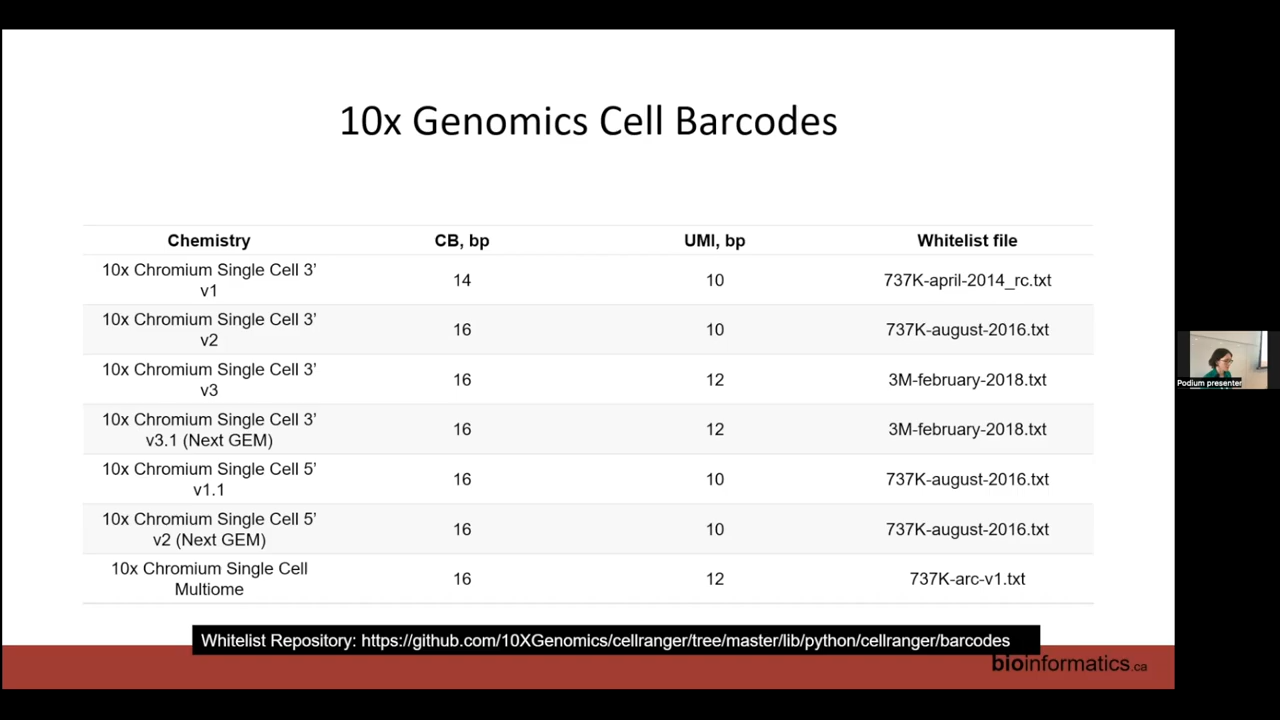 10x Genomics Cell Barcodes
Chemistry CB, bp UMI, bp Whitelist file
10x Chromium Single Cell 3’
v1 14 10 737K-april-2014_rc.txt
10x Chromium Single Cell 3’
v2 16 10 737K-august-2016.txt
10x Chromium Single Cell 3’
v3 16 12 3M-february-2018.txt
10x Chromium Single Cell 3’
v3.1 (Next GEM) 16 12 3M-february-2018.txt
10x Chromium Single Cell 5’
v1.1 16 10 737K-august-2016.txt
10x Chromium Single Cell 5’
v2 (Next GEM) 16 10 737K-august-2016.txt
10x Chromium Single Cell
Multiome 16 12 737K-arc-v1.txt
Whitelist Repository: https://github.com/10XGenomics/cellranger/tree/master/lib/python/cellranger/barcodes
bioinformatics.ca
Podium presenter